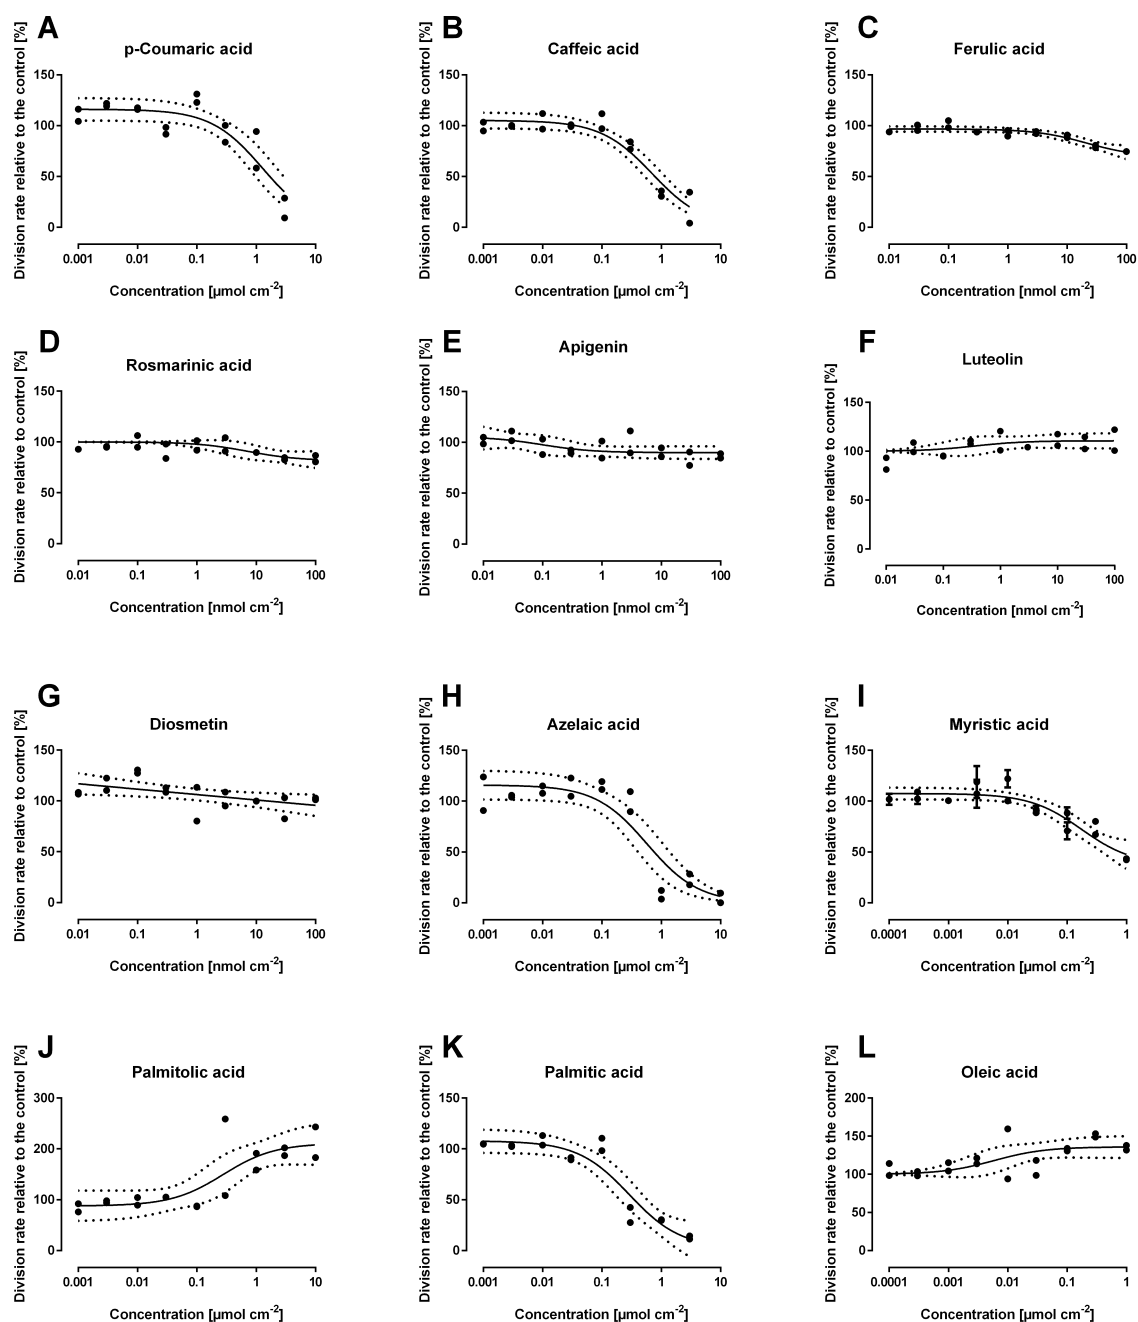 A
p-Coumaric acid
Division rate relative to the control [%]
150
100
50
0
0.001 0.01 0.1 1 10
Concentration [µmol cm-2]
B
Caffeic acid
Division rate relative to the control [%]
150
100
50
0
0.001 0.01 0.1 1 10
Concentration [µmol cm-2]
C
Ferulic acid
Division rate relative to the control [%]
150
100
50
0
0.01 0.1 1 10 100
Concentration [nmol cm-2]
D
Rosmarinic acid
Division rate relative to control [%]
150
100
50
0
0.01 0.1 1 10 100
Concentration [nmol cm-2]
E
Apigenin
Division rate relative to the control [%]
150
100
50
0
0.01 0.1 1 10 100
Concentration [nmol cm-2]
F
Luteolin
Division rate relative to the control [%]
150
100
50
0
0.01 0.1 1 10 100
Concentration [nmol cm-2]
G
Diosmetin
Division rate relative to control [%]
150
100
50
0
0.01 0.1 1 10 100
Concentration [nmol cm-2]
H
Azelaic acid
Division rate relative to the control [%]
150
100
50
0
0.001 0.01 0.1 1 10
Concentration [µmol cm-2]
I
Myristic acid
Division rate relative to the control [%]
150
100
50
0
0.0001 0.001 0.01 0.1 1
Concentration [µmol cm-2]
J
Palmitolic acid
Division rate relative to the control [%]
300
200
100
0
0.001 0.01 0.1 1 10
Concentration [µmol cm-2]
K
Palmitic acid
Division rate relative to the control [%]
150
100
50
0
0.001 0.01 0.1 1 10
Concentration [µmol cm-2]
L
Oleic acid
Division rate relative to the control [%]
200
150
100
50
0
0.0001 0.001 0.01 0.1 1
Concentration [µmol cm-2]